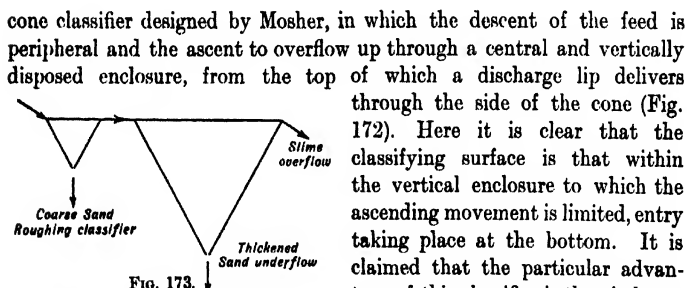 cone classifier designed by Mosher, in which the descent of the feed is
peripheral and the ascent to overflow up through a central and vertically
disposed enclosure, from the top of which a discharge lip delivers
through the side of the cone (Fig.
172). Here it is clear that the
classifying surface is that within
the vertical enclosure to which the
ascending movement is limited, entry
taking place at the bottom. It is
claimed that the particular advan-
Slime
overflow
Coarse Sand
Roughing classifier
Thickened
Sand underflow
FIG. 173.